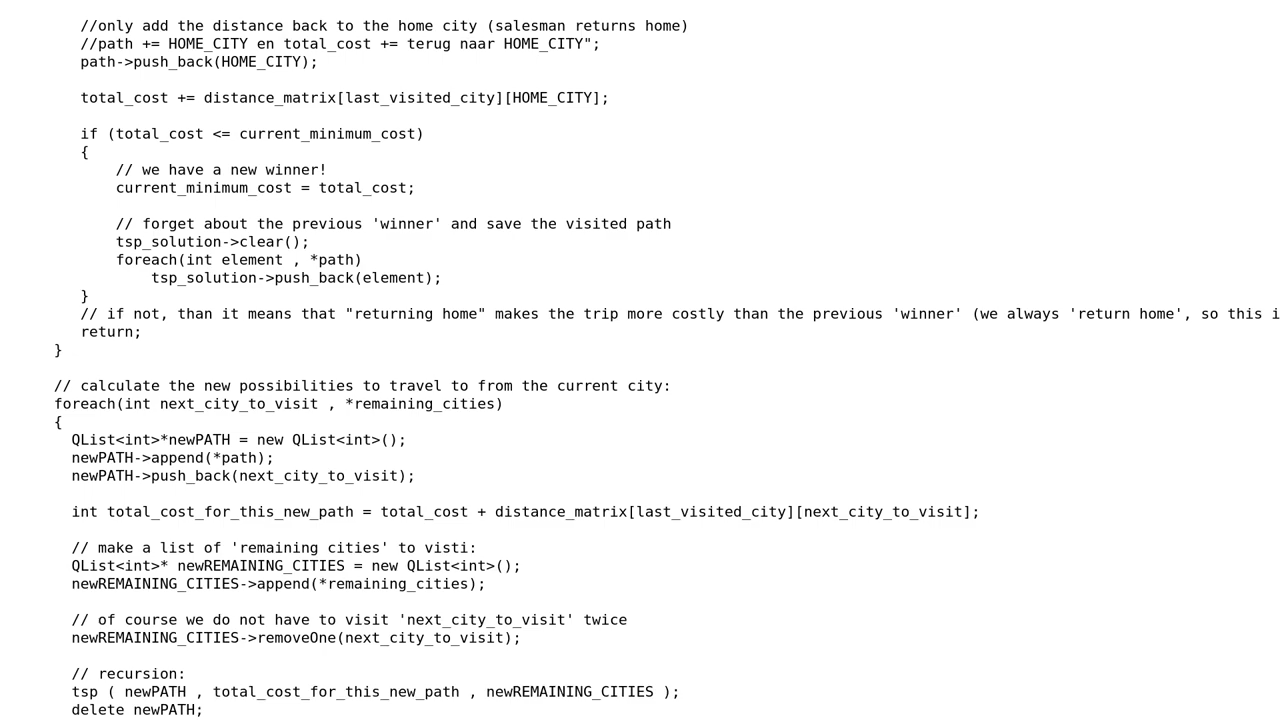 //only add the distance back to the home city (salesman returns home)
//path += HOME_CITY en total_cost += terug naar HOME_CITY";
path->push_back(HOME_CITY);
total_cost += distance_matrix[last_visited_city][HOME_CITY];
if (total_cost <= current_minimum_cost)
{
// we have a new winner!
current_minimum_cost = total_cost;
// forget about the previous 'winner' and save the visited path
tsp_solution->clear();
foreach(int element , *path)
tsp_solution->push_back(element);
}
// if not, than it means that "returning home" makes the trip more costly than the previous 'winner' (we always 'return home', so this i
return;
}
// calculate the new possibilities to travel to from the current city:
foreach(int next_city_to_visit , *remaining_cities)
{
QList<int>*newPATH = new QList<int>();
newPATH->append(*path);
newPATH->push_back(next_city_to_visit);
int total_cost_for_this_new_path = total_cost + distance_matrix[last_visited_city][next_city_to_visit];
// make a list of 'remaining cities' to visti:
QList<int>* newREMAINING_CITIES = new QList<int>();
newREMAINING_CITIES->append(*remaining_cities);
// of course we do not have to visit 'next_city_to_visit' twice
newREMAINING_CITIES->removeOne(next_city_to_visit);
// recursion:
tsp ( newPATH , total_cost_for_this_new_path , newREMAINING_CITIES );
delete newPATH;